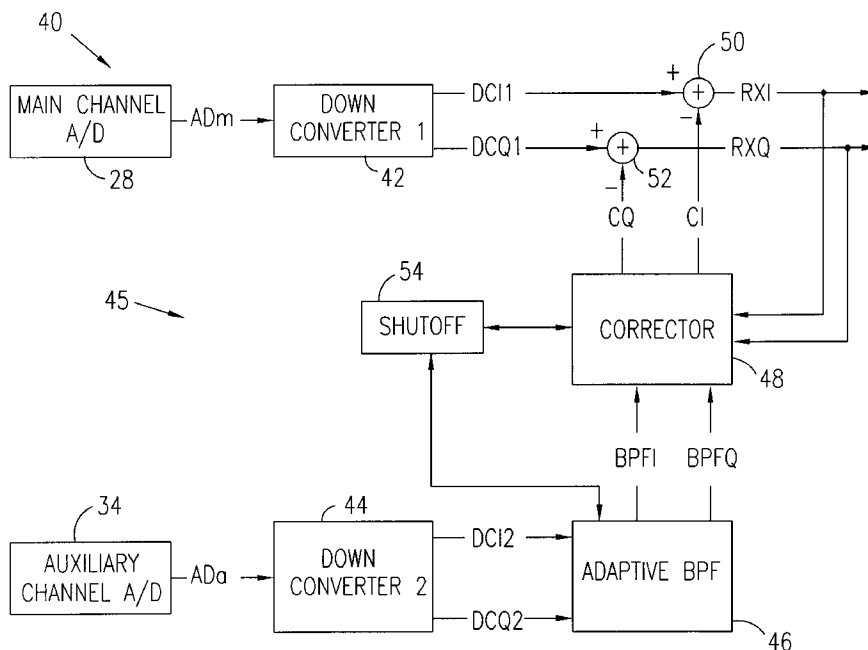 40
MAIN CHANNEL
A/D
28
ADm
DOWN
CONVERTER 1
42
DCI1
DCQ1
+
+
50
+
−
RXI
+
52
−
RXQ
CQ
CI
45
54
SHUTOFF
CORRECTOR
48
BPFI
BPFQ
34
AUXILIARY
CHANNEL A/D
ADa
44
DOWN
CONVERTER 2
DCI2
DCQ2
ADAPTIVE BPF
46